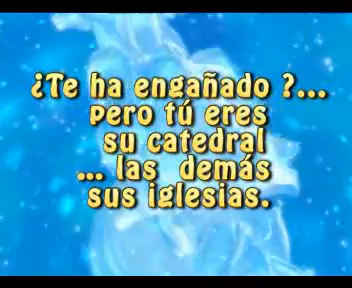 ¿Te ha engañado ?...
pero tú eres
su catedral
... las demás
sus iglesias.